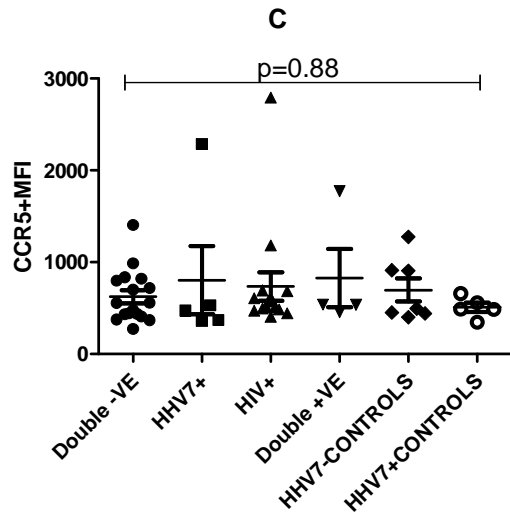 C
p=0.88
3000
2000
1000
0
CCR5+MFI
Double -VE
HHV7+
HIV+
Double +VE
HHV7-CONTROLS
HHV7+CONTROLS